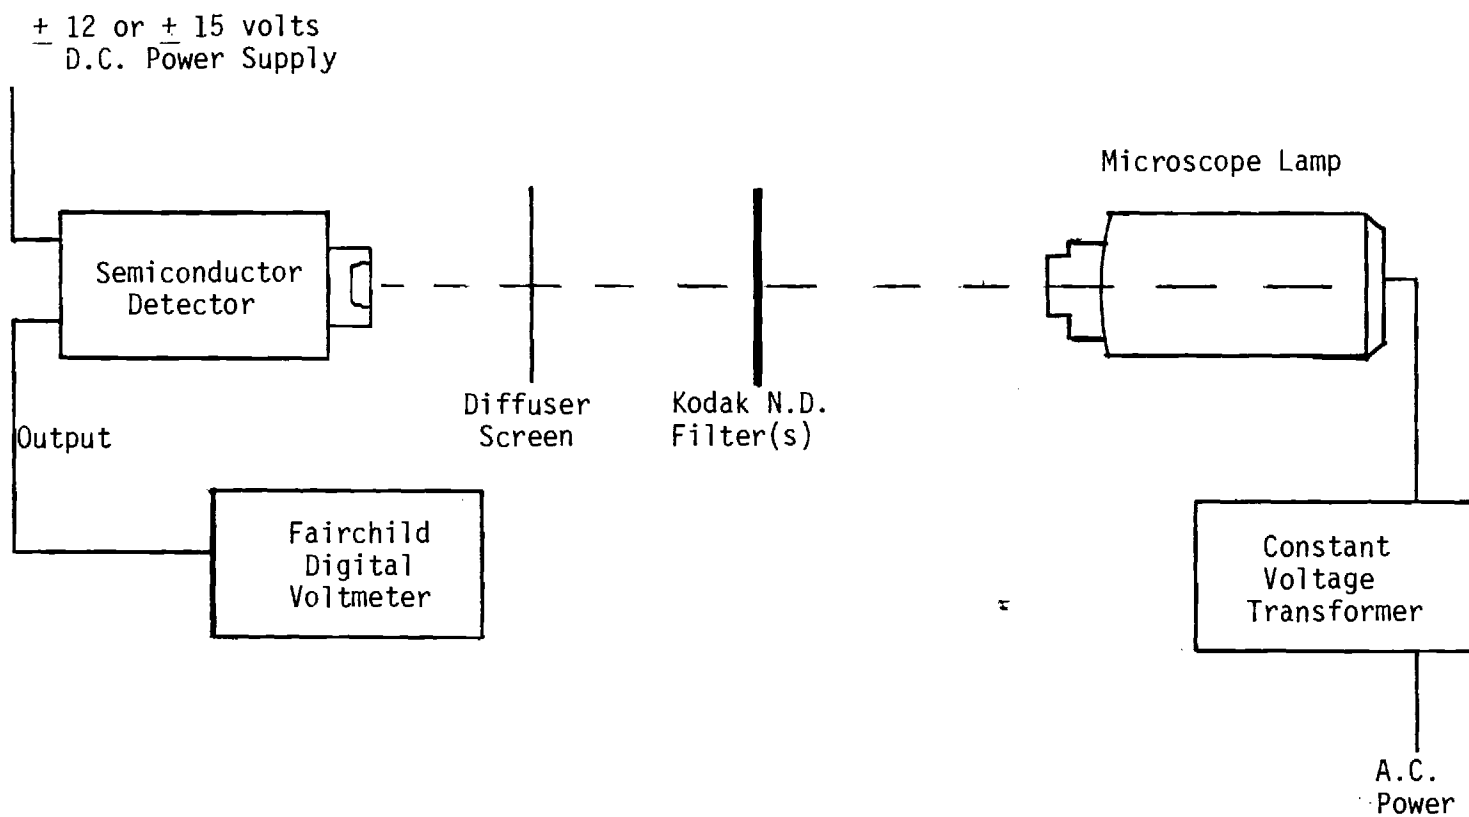 ± 12 or ± 15 volts
D.C. Power Supply
Microscope Lamp
Semiconductor
Detector
Diffuser
Screen
Kodak N.D.
Filter(s)
Output
Fairchild
Digital
Voltmeter
Constant
Voltage
Transformer
A.C.
Power